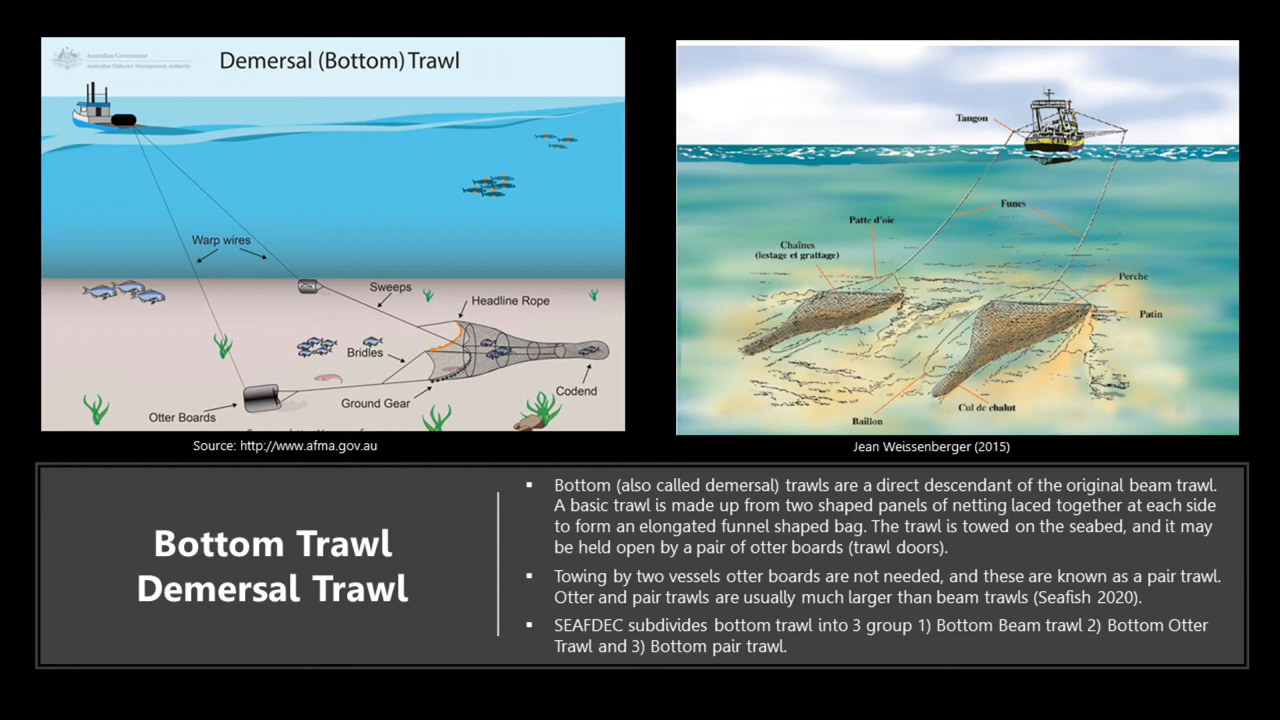 Australian Government
Australian Fisheries Management Authority
Demersal (Bottom) Trawl
Warp wires
Sweeps
Headline Rope
Bridles
Codend
Ground Gear
Otter Boards
Source: http://www.afma.gov.au
Tangon
Funes
Patte d'oie
Chaînes
(lestage et grattage)
Perche
Patin
Cul de chalut
Baillon
Jean Weissenberger (2015)
Bottom Trawl
Demersal Trawl
▪ Bottom (also called demersal) trawls are a direct descendant of the original beam trawl.
A basic trawl is made up from two shaped panels of netting laced together at each side
to form an elongated funnel shaped bag. The trawl is towed on the seabed, and it may
be held open by a pair of otter boards (trawl doors).
▪ Towing by two vessels otter boards are not needed, and these are known as a pair trawl.
Otter and pair trawls are usually much larger than beam trawls (Seafish 2020).
▪ SEAFDEC subdivides bottom trawl into 3 group 1) Bottom Beam trawl 2) Bottom Otter
Trawl and 3) Bottom pair trawl.